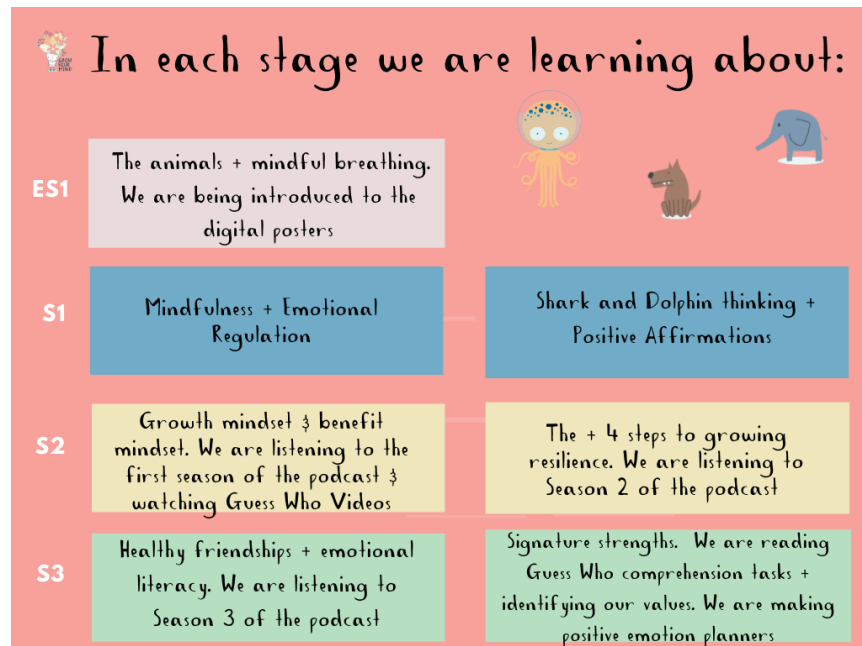 GROW
YOUR
MIND
In each stage we are learning about:
ES1
The animals + mindful breathing.
We are being introduced to the
digital posters
S1
Mindfulness + Emotional
Regulation
Shark and Dolphin thinking +
Positive Affirmations
S2
Growth mindset & benefit
mindset. We are listening to the
first season of the podcast &
watching Guess Who Videos
The + 4 steps to growing
resilience. We are listening to
Season 2 of the podcast
S3
Healthy friendships + emotional
literacy. We are listening to
Season 3 of the podcast
Signature strengths. We are reading
Guess Who comprehension tasks +
identifying our values. We are making
positive emotion planners